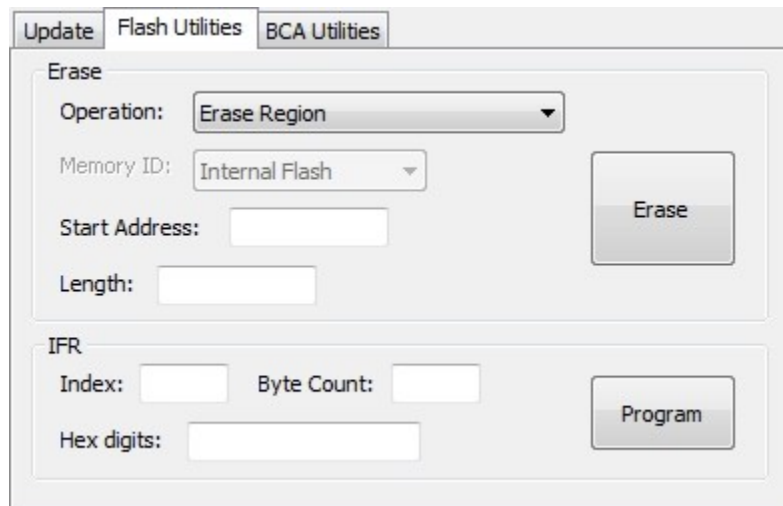 Update Flash Utilities BCA Utilities
Erase
Operation: Erase Region
Memory ID: Internal Flash
Erase
Start Address:
Length:
IFR
Index: Byte Count:
Program
Hex digits: